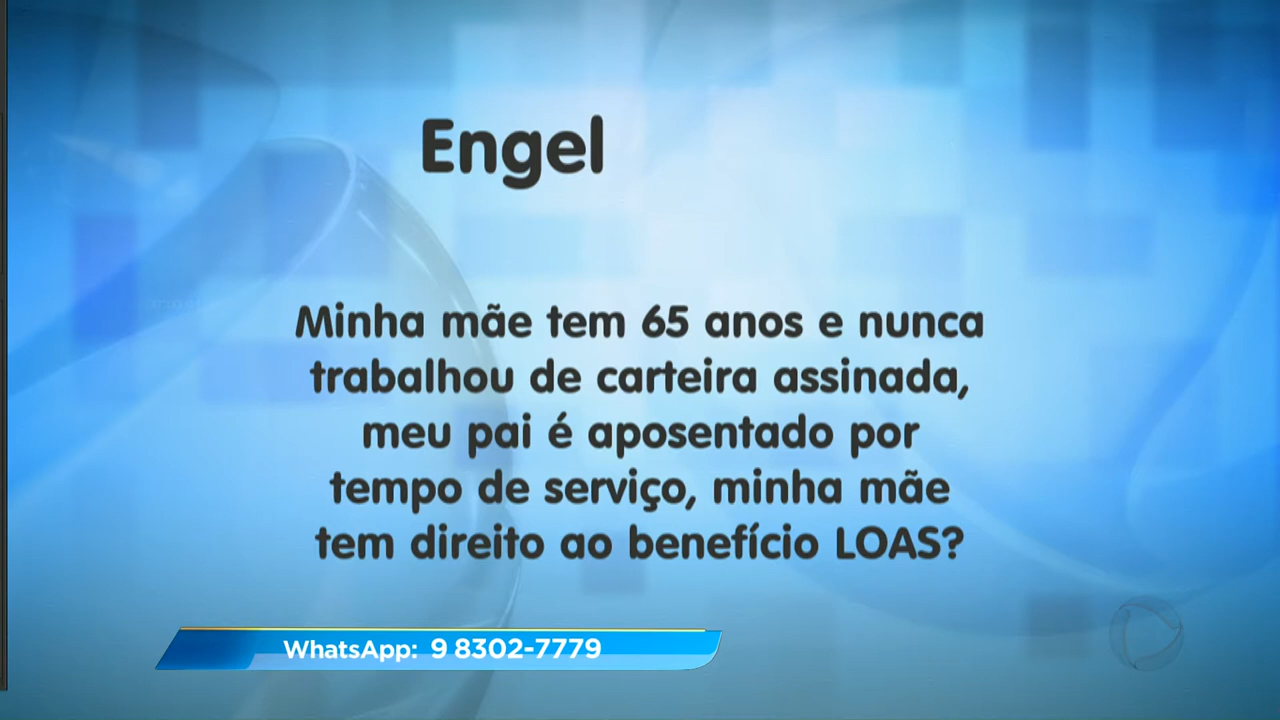 Engel
Minha mãe tem 65 anos e nunca
trabalhou de carteira assinada,
meu pai é aposentado por
tempo de serviço, minha mãe
tem direito ao benefício LOAS?
WhatsApp: 9 8302-7779